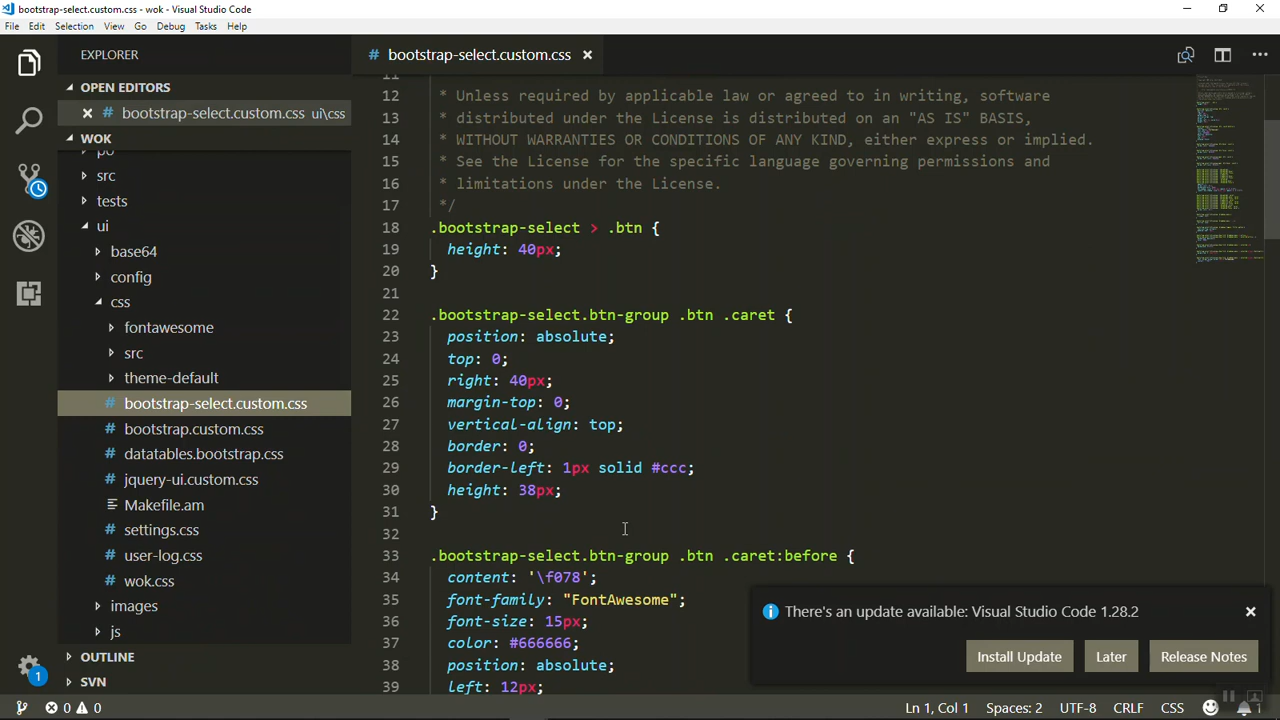 bootstrap-select.custom.css - wok - Visual Studio Code
File Edit Selection View Go Debug Tasks Help
EXPLORER
# bootstrap-select.custom.css
OPEN EDITORS
bootstrap-select.custom.css ui\css
WOK
po
src
tests
ui
base64
config
css
fontawesome
src
theme-default
# bootstrap-select.custom.css
# bootstrap.custom.css
# datatables.bootstrap.css
# jquery-ui.custom.css
Makefile.am
# settings.css
# user-log.css
# wok.css
images
js
OUTLINE
SVN
1
11
12 * Unless required by applicable law or agreed to in writing, software
13 * distributed under the License is distributed on an "AS IS" BASIS,
14 * WITHOUT WARRANTIES OR CONDITIONS OF ANY KIND, either express or implied.
15 * See the License for the specific language governing permissions and
16 * limitations under the License.
17 */
18 .bootstrap-select > .btn {
19 height: 40px;
20 }
21
22 .bootstrap-select.btn-group .btn .caret {
23 position: absolute;
24 top: 0;
25 right: 40px;
26 margin-top: 0;
27 vertical-align: top;
28 border: 0;
29 border-left: 1px solid #ccc;
30 height: 38px;
31 }
32
33 .bootstrap-select.btn-group .btn .caret:before {
34 content: '\f078';
35 font-family: "FontAwesome";
36 font-size: 15px;
37 color: #666666;
38 position: absolute;
39 left: 12px;
There's an update available: Visual Studio Code 1.28.2
Install Update Later Release Notes
0 0 Ln 1, Col 1 Spaces: 2 UTF-8 CRLF CSS 1